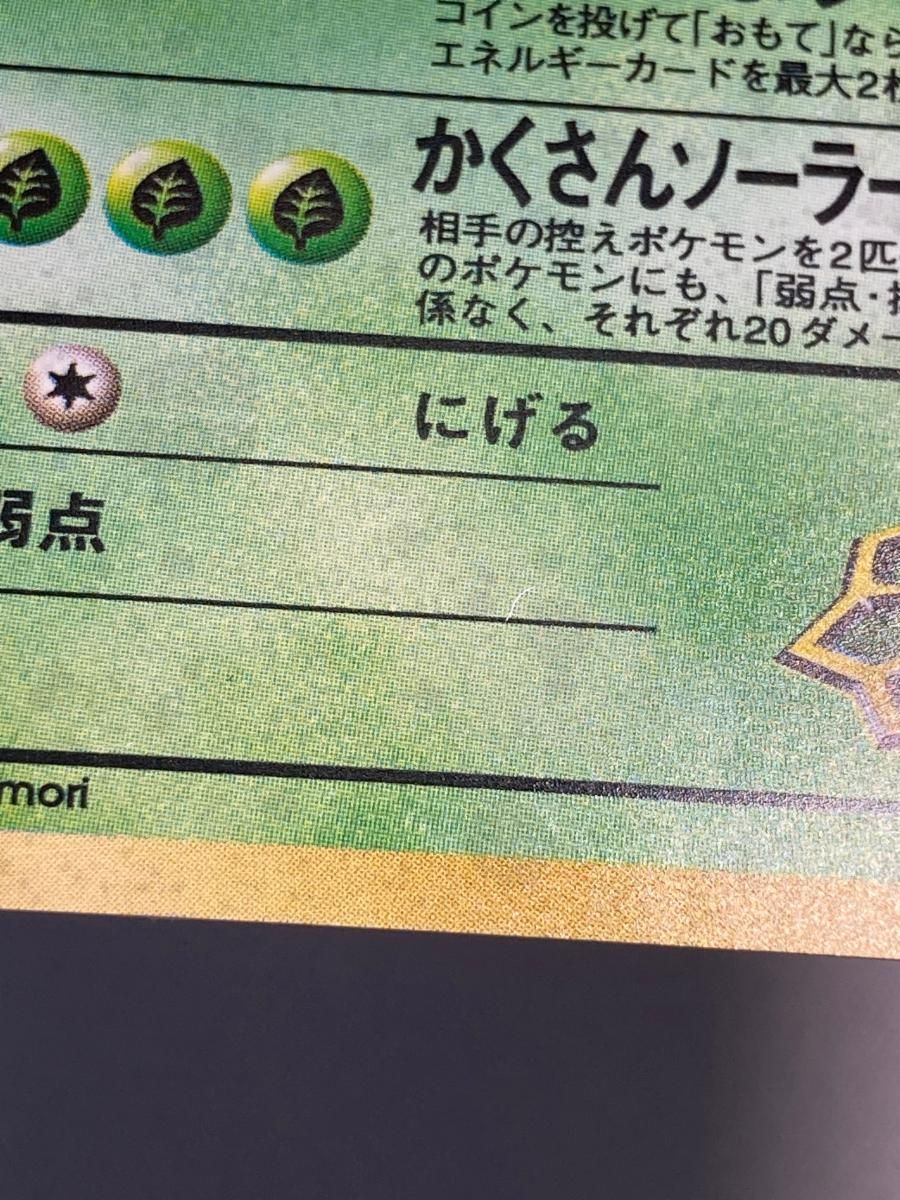 コインを投げて「おもて」なら
エネルギーカードを最大2枚
かくさんソーラー
相手の控えポケモンを2匹
のポケモンにも、「弱点・抵
係なく、それぞれ20ダメー
にげる
弱点
mori